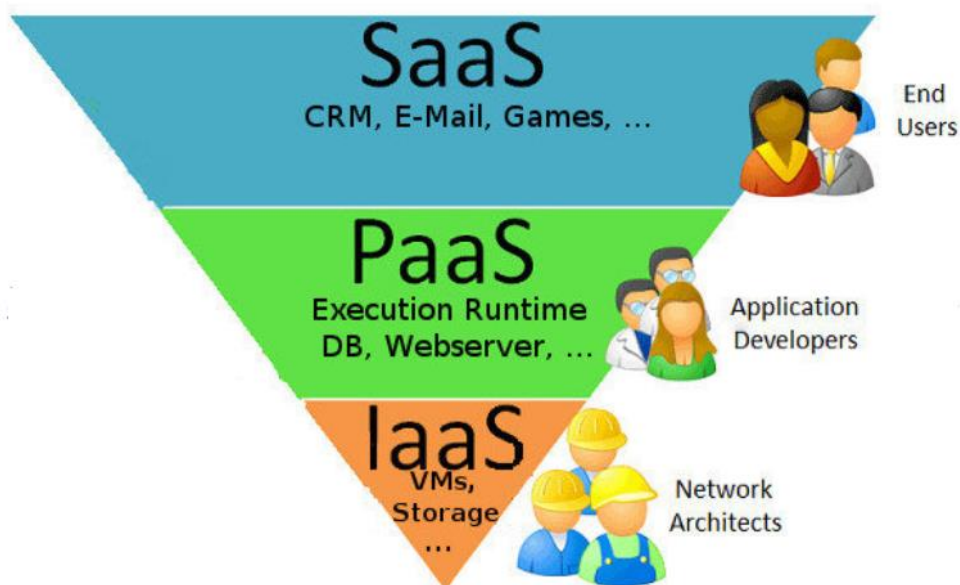 SaaS
CRM, E-Mail, Games, ...
End
Users
PaaS
Execution Runtime
DB, Webserver, ...
Application
Developers
IaaS
VMs,
Storage
...
Network
Architects